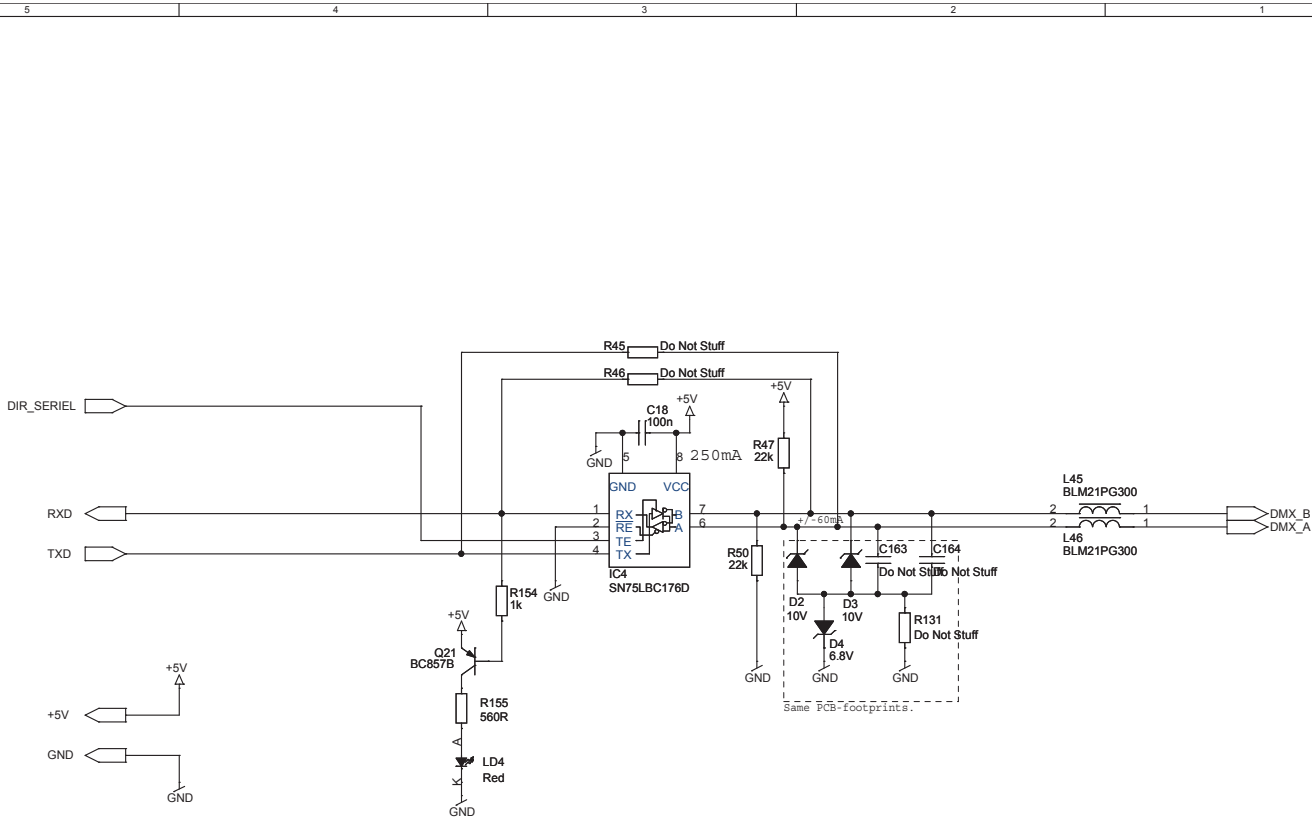 5 4 3 2 1
R45 Do Not Stuff
R46 Do Not Stuff
+5V
DIR_SERIEL
+5V
C18
100n
R47
22k
GND
5
8
250mA
GND VCC
L45
BLM21PG300
RXD
1
RX
B
7
2
1
DMX_B
2
RE
A
6
+/-60mA
2
1
DMX_A
3
TE
TXD
4
TX
L46
BLM21PG300
R50
22k
C163
Do Not Stuff
C164
Do Not Stuff
IC4
SN75LBC176D
R154
1k
GND
D2
10V
D3
10V
R131
Do Not Stuff
+5V
Q21
BC857B
D4
6.8V
GND
GND
GND
+5V
R155
560R
Same PCB-footprints.
+5V
A
GND
LD4
Red
K
GND
GND